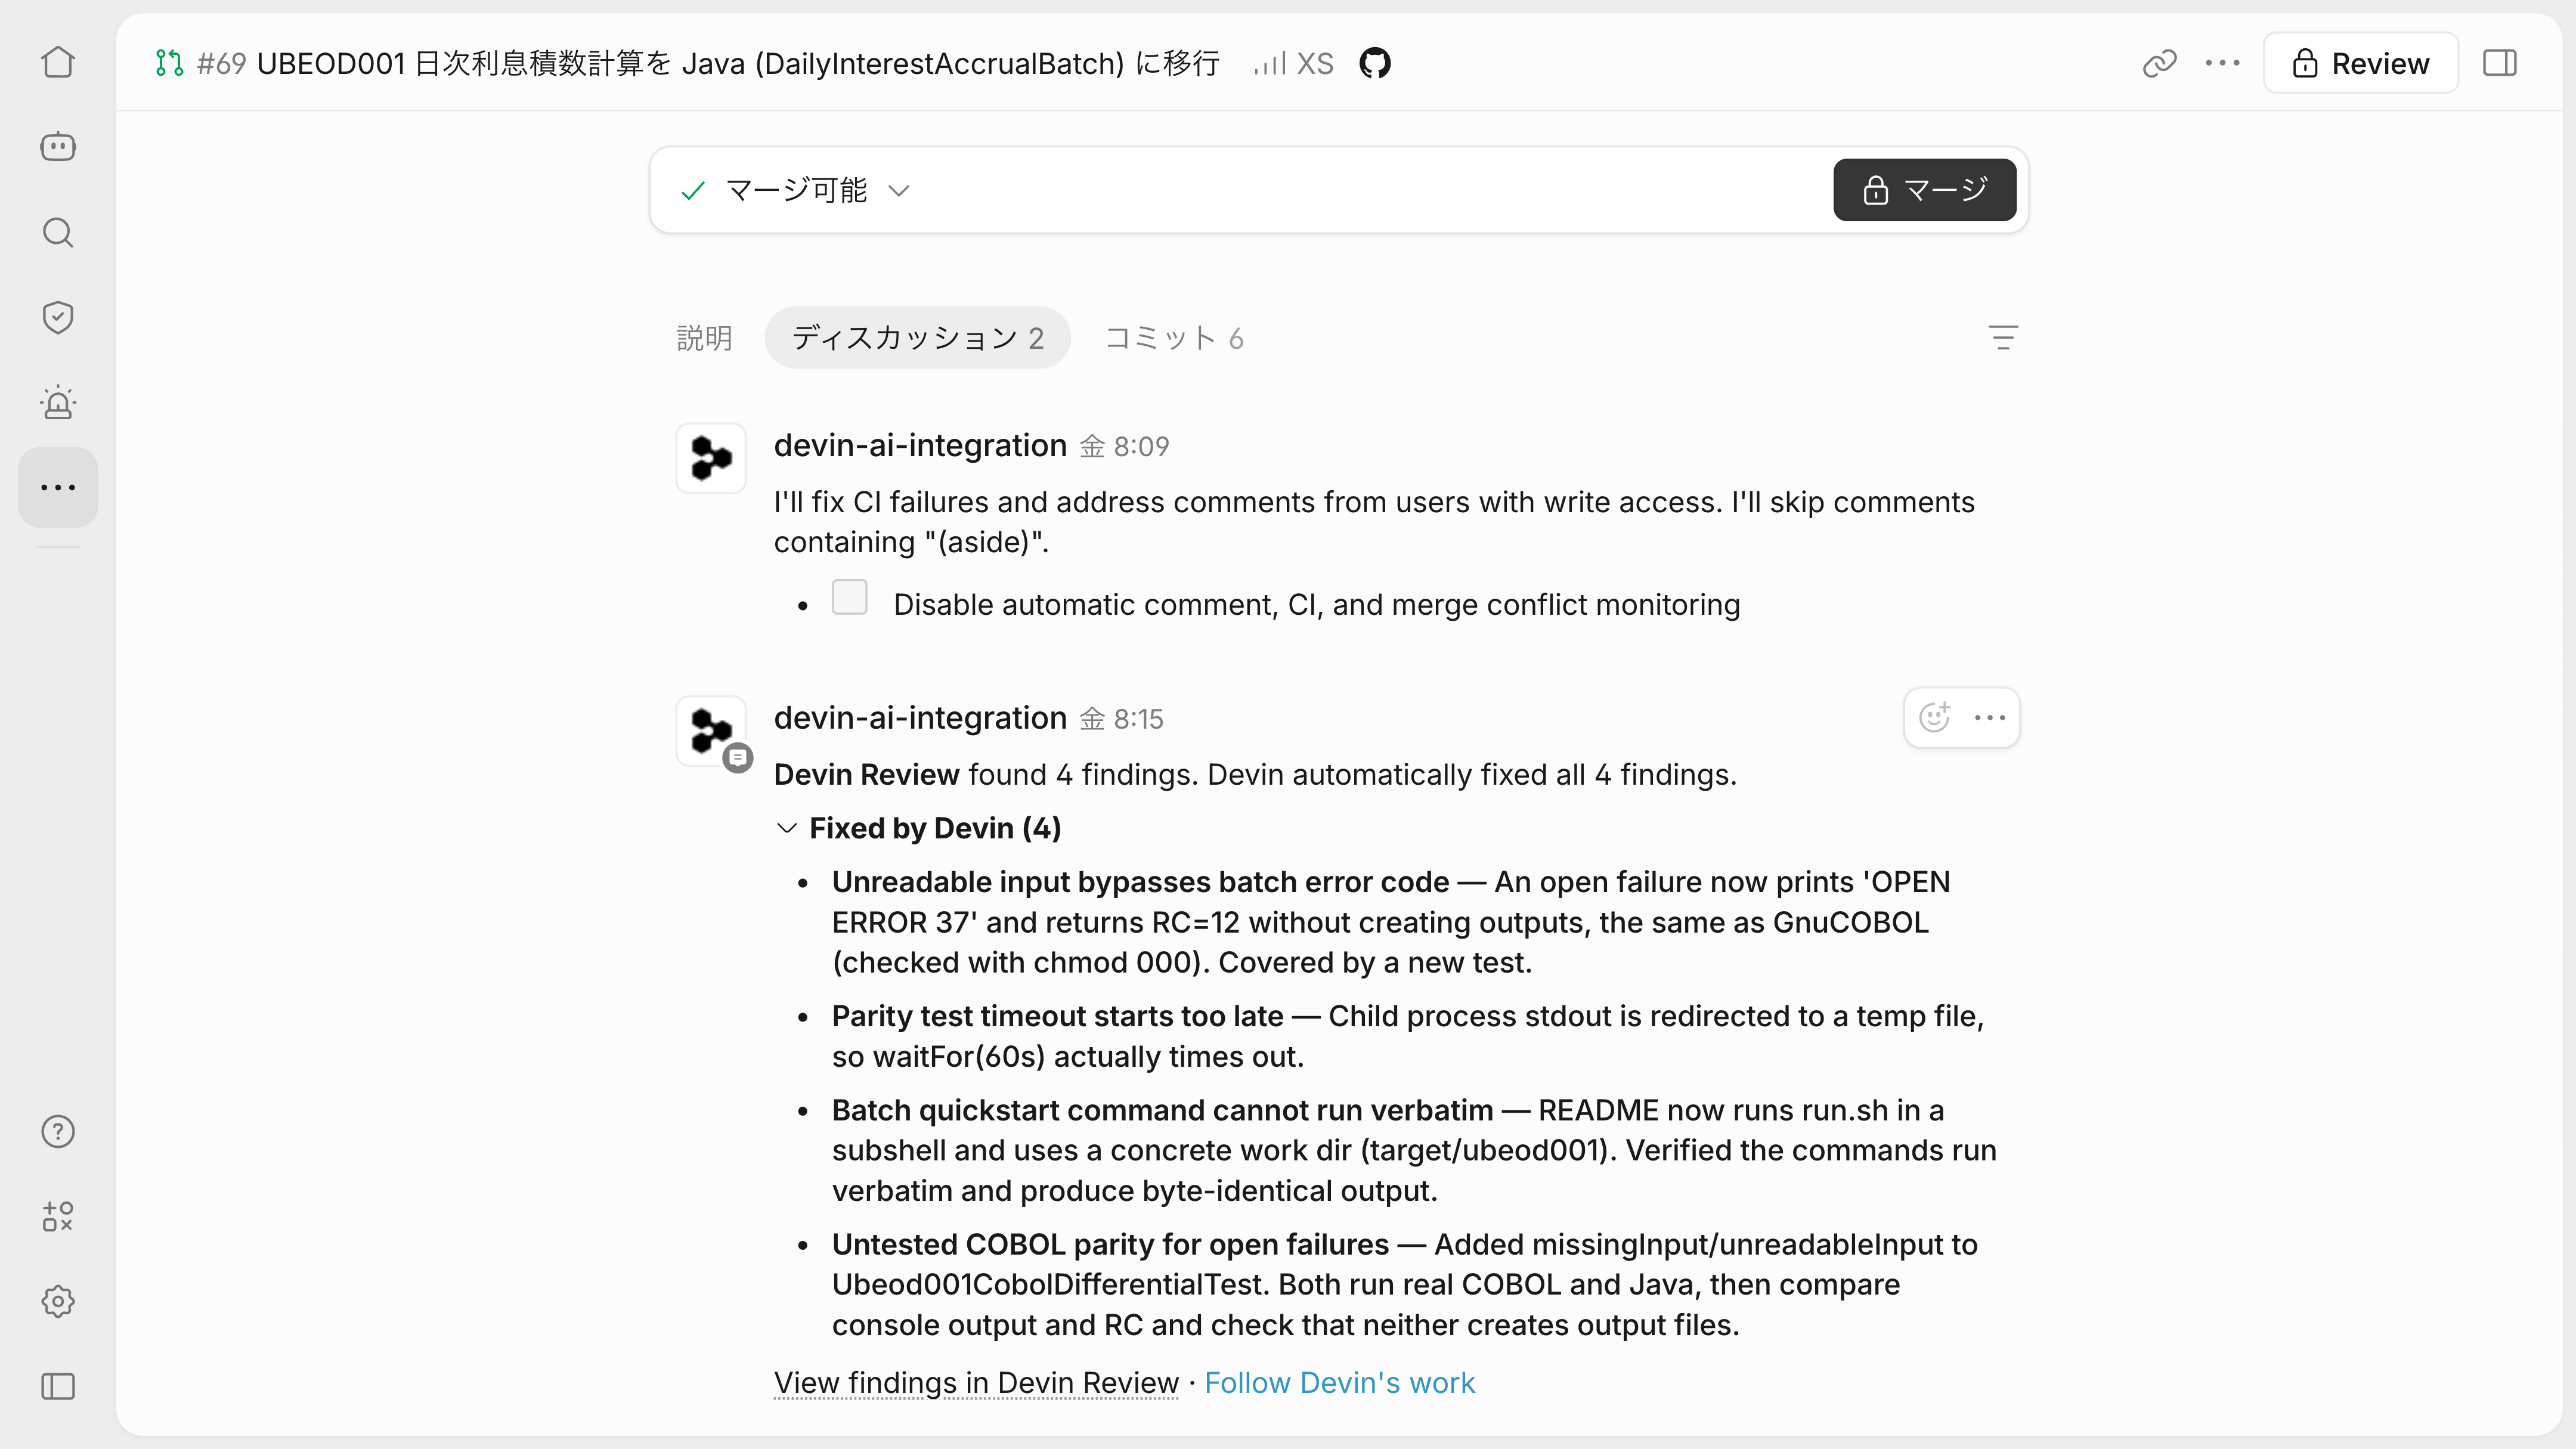 #69 UBEOD001 日次利息積数計算を Java (DailyInterestAccrualBatch) に移行 XS
Review
マージ可能
マージ
説明 ディスカッション 2 コミット 6
devin-ai-integration 金 8:09
I'll fix CI failures and address comments from users with write access. I'll skip comments
containing "(aside)".
• Disable automatic comment, CI, and merge conflict monitoring
devin-ai-integration 金 8:15
Devin Review found 4 findings. Devin automatically fixed all 4 findings.
Fixed by Devin (4)
• Unreadable input bypasses batch error code — An open failure now prints 'OPEN
ERROR 37' and returns RC=12 without creating outputs, the same as GnuCOBOL
(checked with chmod 000). Covered by a new test.
• Parity test timeout starts too late — Child process stdout is redirected to a temp file,
so waitFor(60s) actually times out.
• Batch quickstart command cannot run verbatim — README now runs run.sh in a
subshell and uses a concrete work dir (target/ubeod001). Verified the commands run
verbatim and produce byte-identical output.
• Untested COBOL parity for open failures — Added missingInput/unreadableInput to
Ubeod001CobolDifferentialTest. Both run real COBOL and Java, then compare
console output and RC and check that neither creates output files.
View findings in Devin Review · Follow Devin's work